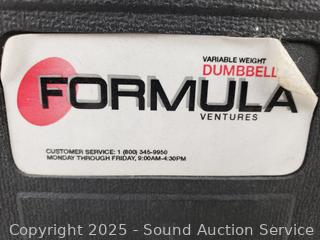 VARIABLE WEIGHT
DUMBBELL
FORMULA
VENTURES
CUSTOMER SERVICE: 1 (800) 345-9950
MONDAY THROUGH FRIDAY, 9:00AM-4:30PM
Copyright 2025 - Sound Auction Service